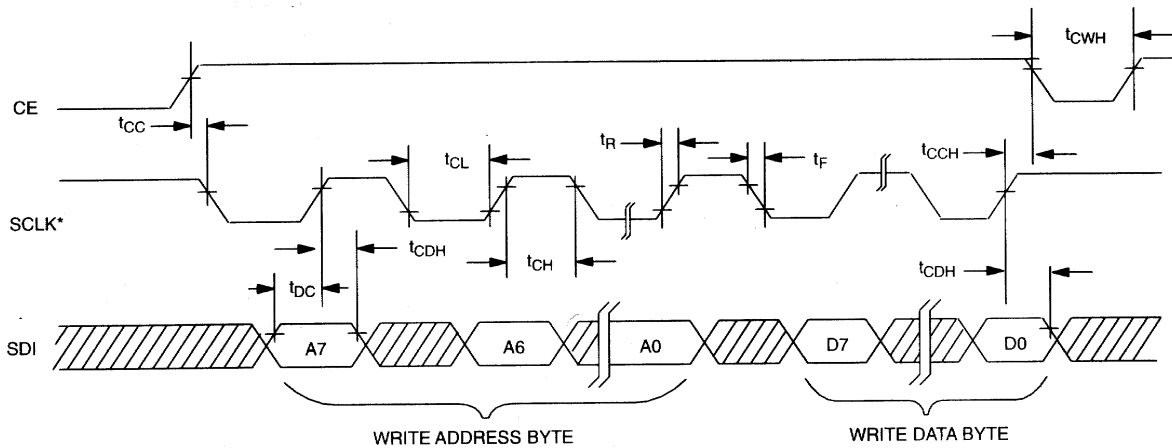 tCWH
CE
tCC
tCL
tR
tF
tCCH
SCLK*
tCDH
tCH
tCDH
tDC
SDI
A7
A6
A0
D7
D0
WRITE ADDRESS BYTE
WRITE DATA BYTE